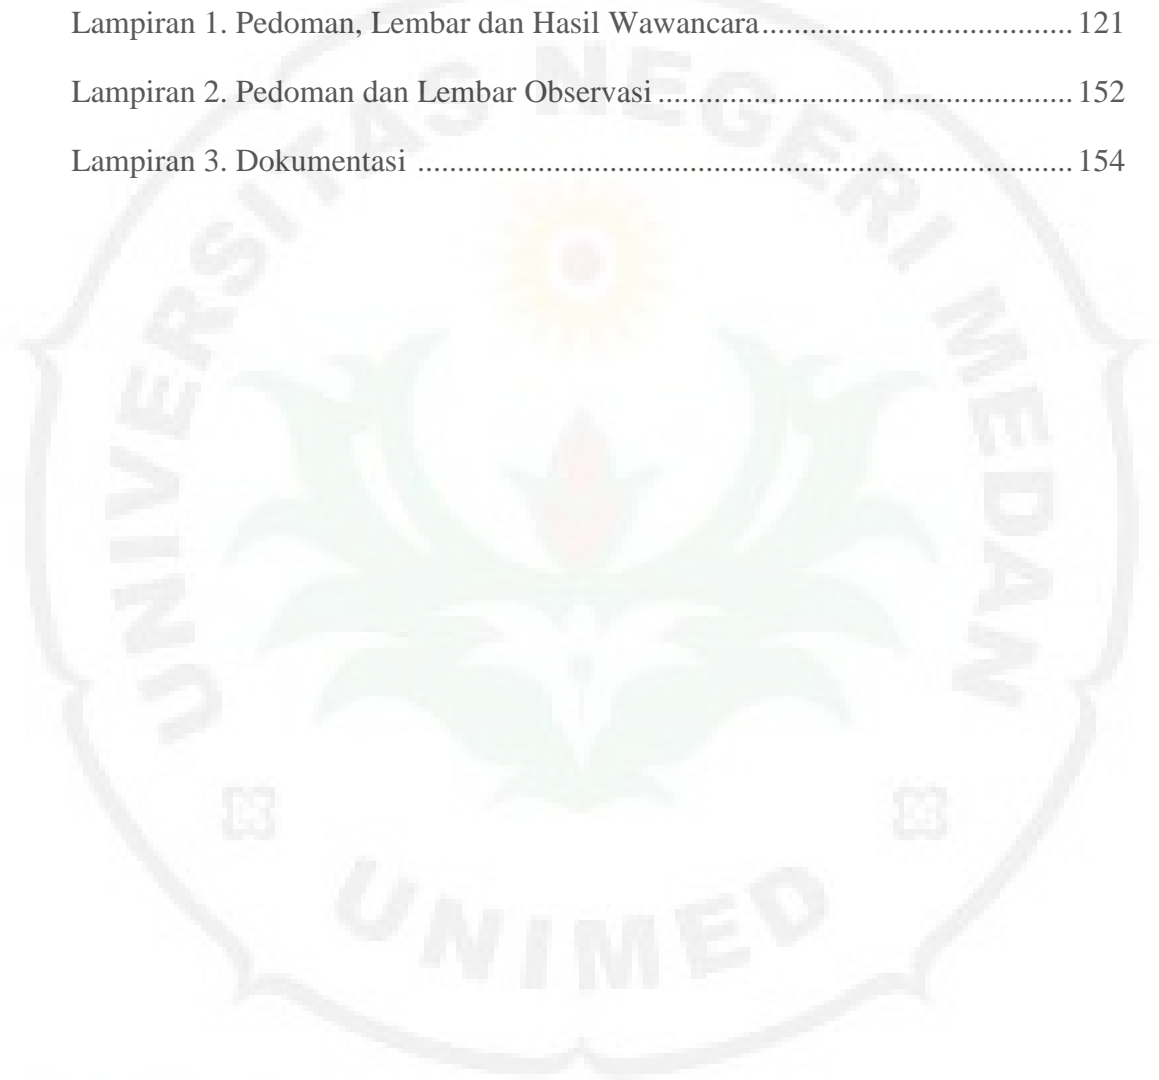 Lampiran 1. Pedoman, Lembar dan Hasil Wawancara.................................... 121
Lampiran 2. Pedoman dan Lembar Observasi ................................................ 152
Lampiran 3. Dokumentasi ............................................................................ 154
UNIVERSITAS NEGERI MEDAN
UNIMED